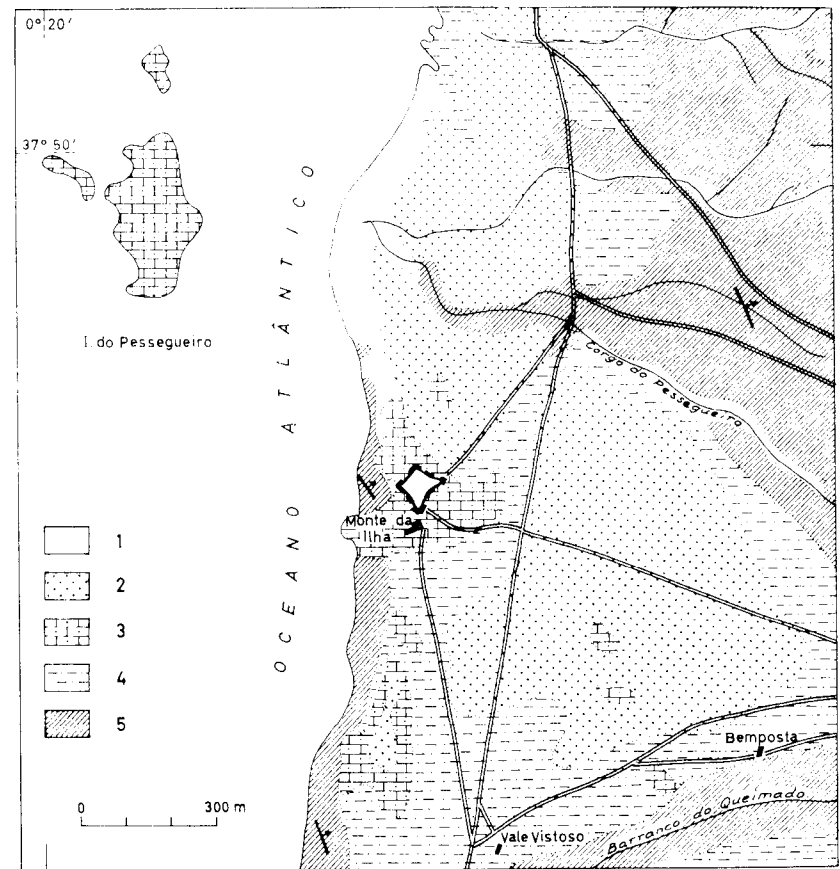 0° 20'
37° 50'
I. do Pessegueiro
OCEANO ATLÂNTICO
Corgo do Pessegueiro
Monte da
Ilha
1
2
3
4
5
0 300 m
Bemposta
Barranco do Queimado
Vale Vistoso